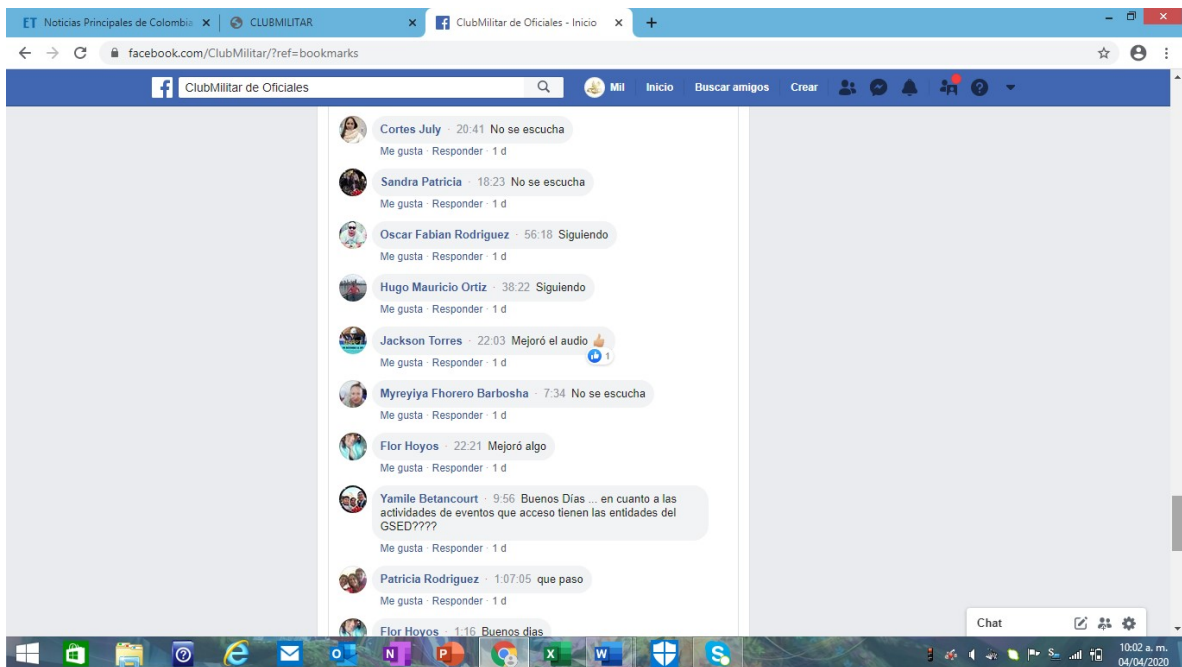 ET Noticias Principales de Colombia
CLUBMILITAR
ClubMilitar de Oficiales - Inicio
facebook.com/ClubMilitar/?ref=bookmarks
ClubMilitar de Oficiales
Mil Inicio Buscar amigos Crear
Cortes July · 20:41 No se escucha
Me gusta · Responder · 1 d
Sandra Patricia · 18:23 No se escucha
Me gusta · Responder · 1 d
Oscar Fabian Rodriguez · 56:18 Siguiendo
Me gusta · Responder · 1 d
Hugo Mauricio Ortiz · 38:22 Siguiendo
Me gusta · Responder · 1 d
Jackson Torres · 22:03 Mejoró el audio 👍🏼
1
Me gusta · Responder · 1 d
Myreyiya Fhorero Barbosha · 7:34 No se escucha
Me gusta · Responder · 1 d
Flor Hoyos · 22:21 Mejoró algo
Me gusta · Responder · 1 d
Yamile Betancourt · 9:56 Buenos Días ... en cuanto a las
actividades de eventos que acceso tienen las entidades del
GSED????
Me gusta · Responder · 1 d
Patricia Rodriguez · 1:07:05 que paso
Me gusta · Responder · 1 d
Flor Hoyos · 1:16 Buenos dias
Chat
10:02 a. m.
04/04/2020